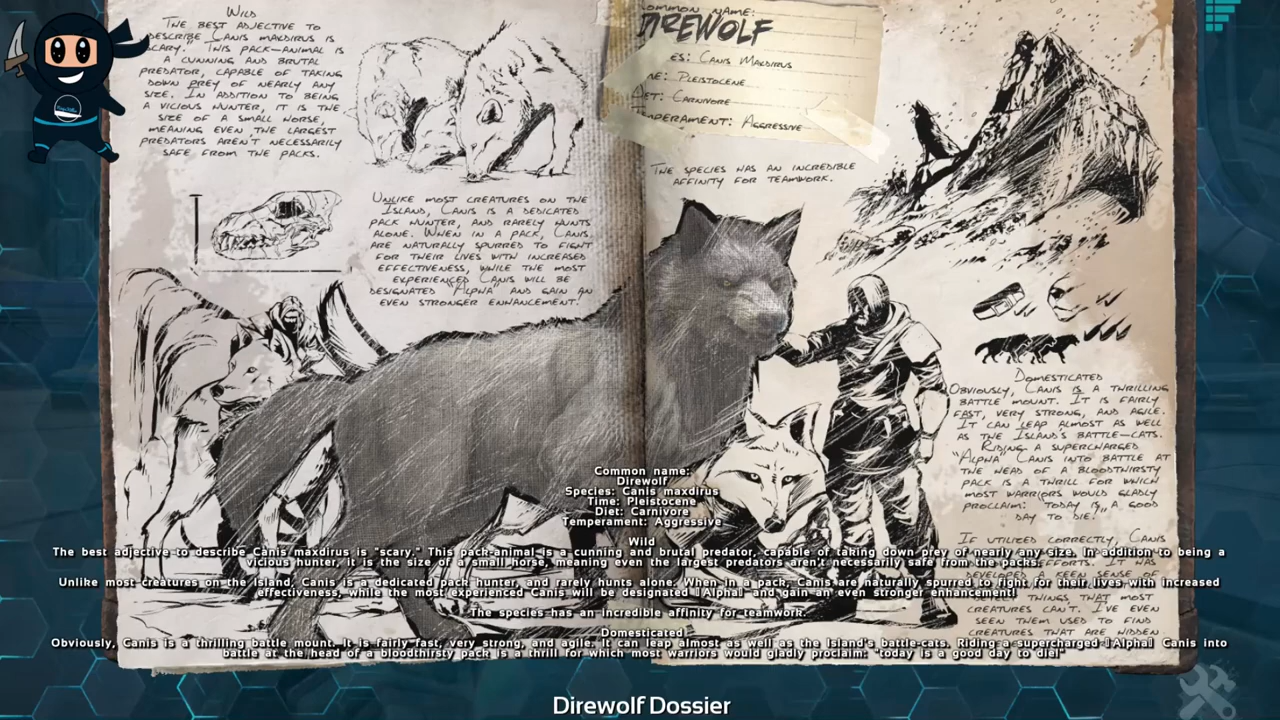 Wild
The best adjective to
describe Canis maxdirus is
scary." This pack-animal is
a cunning and brutal
predator, capable of taking
down prey of nearly any
size. In addition to being
a vicious hunter, it is the
size of a small horse,
meaning even the largest
predators aren't necessarily
safe from the packs.
Unlike most creatures on the
Island, Canis is a dedicated
pack hunter, and rarely hunts
alone. When in a pack, Canis
are naturally spurred to fight
for their lives with increased
effectiveness, while the most
experienced Canis will be
designated "Alpha" and gain an
even stronger enhancement!
Common name:
Direwolf
es: Canis Maxdirus
me: Pleistocene
Diet: Carnivore
emperament: Aggressive
The species has an incredible
affinity for teamwork.
Domesticated
Obviously, Canis is a thrilling
battle mount. It is fairly
fast, very strong, and agile.
It can leap almost as well
as the Island's battle-cats.
Riding a supercharged
"Alpha" Canis into battle at
the head of a bloodthirsty
pack is a thrill for which
most warriors would gladly
proclaim: "Today is a good
day to die!"
If utilized correctly, Canis
efforts. It has
developed keen sense of
things that most
creatures can't. I've even
seen them used to find
creatures that are hidden
Common name:
Direwolf
Species: Canis maxdirus
Time: Pleistocene
Diet: Carnivore
Temperament: Aggressive
Wild
The best adjective to describe Canis maxdirus is "scary." This pack-animal is a cunning and brutal predator, capable of taking down prey of nearly any size. In addition to being a
vicious hunter, it is the size of a small horse, meaning even the largest predators aren't necessarily safe from the packs.
Unlike most creatures on the Island, Canis is a dedicated pack hunter, and rarely hunts alone. When in a pack, Canis are naturally spurred to fight for their lives with increased
effectiveness, while the most experienced Canis will be designated Alpha and gain an even stronger enhancement!
The species has an incredible affinity for teamwork.
Domesticated
Obviously, Canis is a thrilling battle mount. It is fairly fast, very strong, and agile. It can leap almost as well as the Island's battle-cats. Riding a supercharged Alpha Canis into
battle at the head of a bloodthirsty pack is a thrill for which most warriors would gladly proclaim: "today is a good day to die!"
Direwolf Dossier